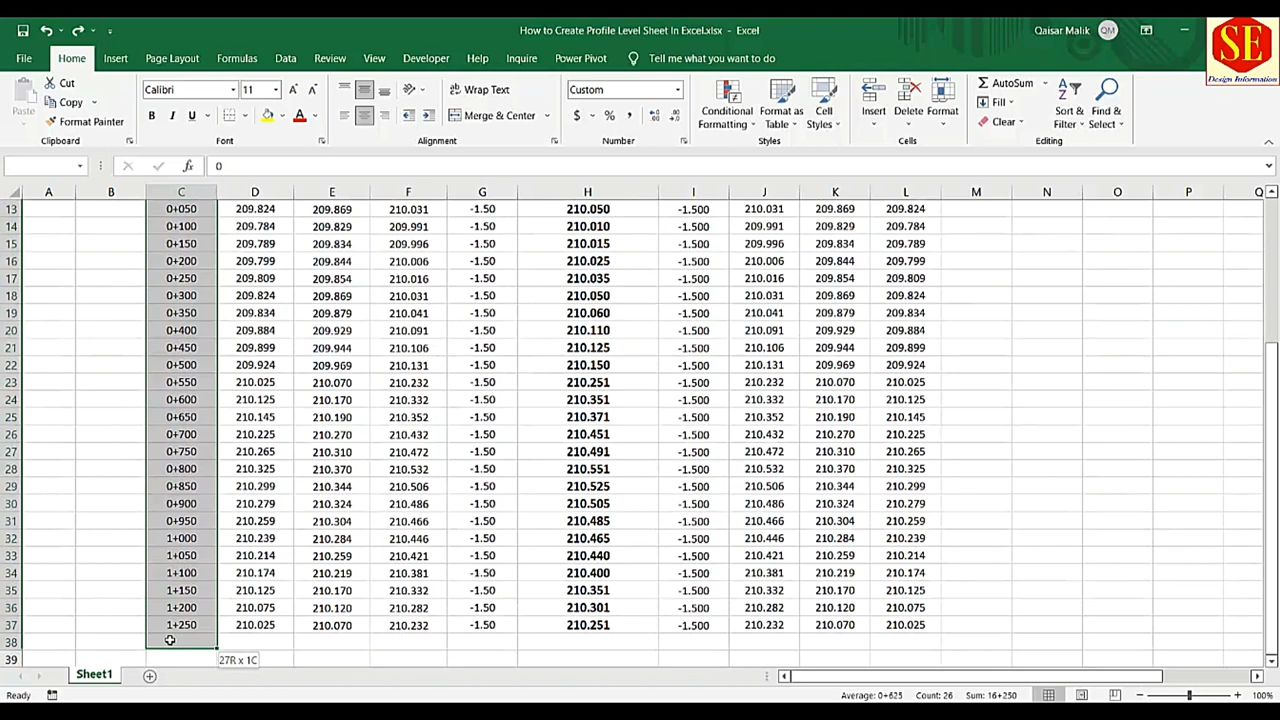 How to Create Profile Level Sheet In Excel.xlsx - Excel
Qaisar Malik QM
SE
Design Information
File Home Insert Page Layout Formulas Data Review View Developer Help Inquire Power Pivot Tell me what you want to do
Paste
Cut
Copy
Format Painter
Clipboard
Calibri 11 A A
B I U A
Font
Wrap Text
Merge & Center
Alignment
Custom
$ % ,
Number
Conditional Formatting
Format as Table
Cell Styles
Styles
Insert Delete Format
Cells
AutoSum
Fill
Clear
Sort & Filter
Find & Select
Editing
fx 0
A B C D E F G H I J K L M N O P Q
13 0+050 209.824 209.869 210.031 -1.50 210.050 -1.500 210.031 209.869 209.824
14 0+100 209.784 209.829 209.991 -1.50 210.010 -1.500 209.991 209.829 209.784
15 0+150 209.789 209.834 209.996 -1.50 210.015 -1.500 209.996 209.834 209.789
16 0+200 209.799 209.844 210.006 -1.50 210.025 -1.500 210.006 209.844 209.799
17 0+250 209.809 209.854 210.016 -1.50 210.035 -1.500 210.016 209.854 209.809
18 0+300 209.824 209.869 210.031 -1.50 210.050 -1.500 210.031 209.869 209.824
19 0+350 209.834 209.879 210.041 -1.50 210.060 -1.500 210.041 209.879 209.834
20 0+400 209.884 209.929 210.091 -1.50 210.110 -1.500 210.091 209.929 209.884
21 0+450 209.899 209.944 210.106 -1.50 210.125 -1.500 210.106 209.944 209.899
22 0+500 209.924 209.969 210.131 -1.50 210.150 -1.500 210.131 209.969 209.924
23 0+550 210.025 210.070 210.232 -1.50 210.251 -1.500 210.232 210.070 210.025
24 0+600 210.125 210.170 210.332 -1.50 210.351 -1.500 210.332 210.170 210.125
25 0+650 210.145 210.190 210.352 -1.50 210.371 -1.500 210.352 210.190 210.145
26 0+700 210.225 210.270 210.432 -1.50 210.451 -1.500 210.432 210.270 210.225
27 0+750 210.265 210.310 210.472 -1.50 210.491 -1.500 210.472 210.310 210.265
28 0+800 210.325 210.370 210.532 -1.50 210.551 -1.500 210.532 210.370 210.325
29 0+850 210.299 210.344 210.506 -1.50 210.525 -1.500 210.506 210.344 210.299
30 0+900 210.279 210.324 210.486 -1.50 210.505 -1.500 210.486 210.324 210.279
31 0+950 210.259 210.304 210.466 -1.50 210.485 -1.500 210.466 210.304 210.259
32 1+000 210.239 210.284 210.446 -1.50 210.465 -1.500 210.446 210.284 210.239
33 1+050 210.214 210.259 210.421 -1.50 210.440 -1.500 210.421 210.259 210.214
34 1+100 210.174 210.219 210.381 -1.50 210.400 -1.500 210.381 210.219 210.174
35 1+150 210.125 210.170 210.332 -1.50 210.351 -1.500 210.332 210.170 210.125
36 1+200 210.075 210.120 210.282 -1.50 210.301 -1.500 210.282 210.120 210.075
37 1+250 210.025 210.070 210.232 -1.50 210.251 -1.500 210.232 210.070 210.025
38
39 27R x 1C
Sheet1
Ready Average: 0+625 Count: 26 Sum: 16+250 100%